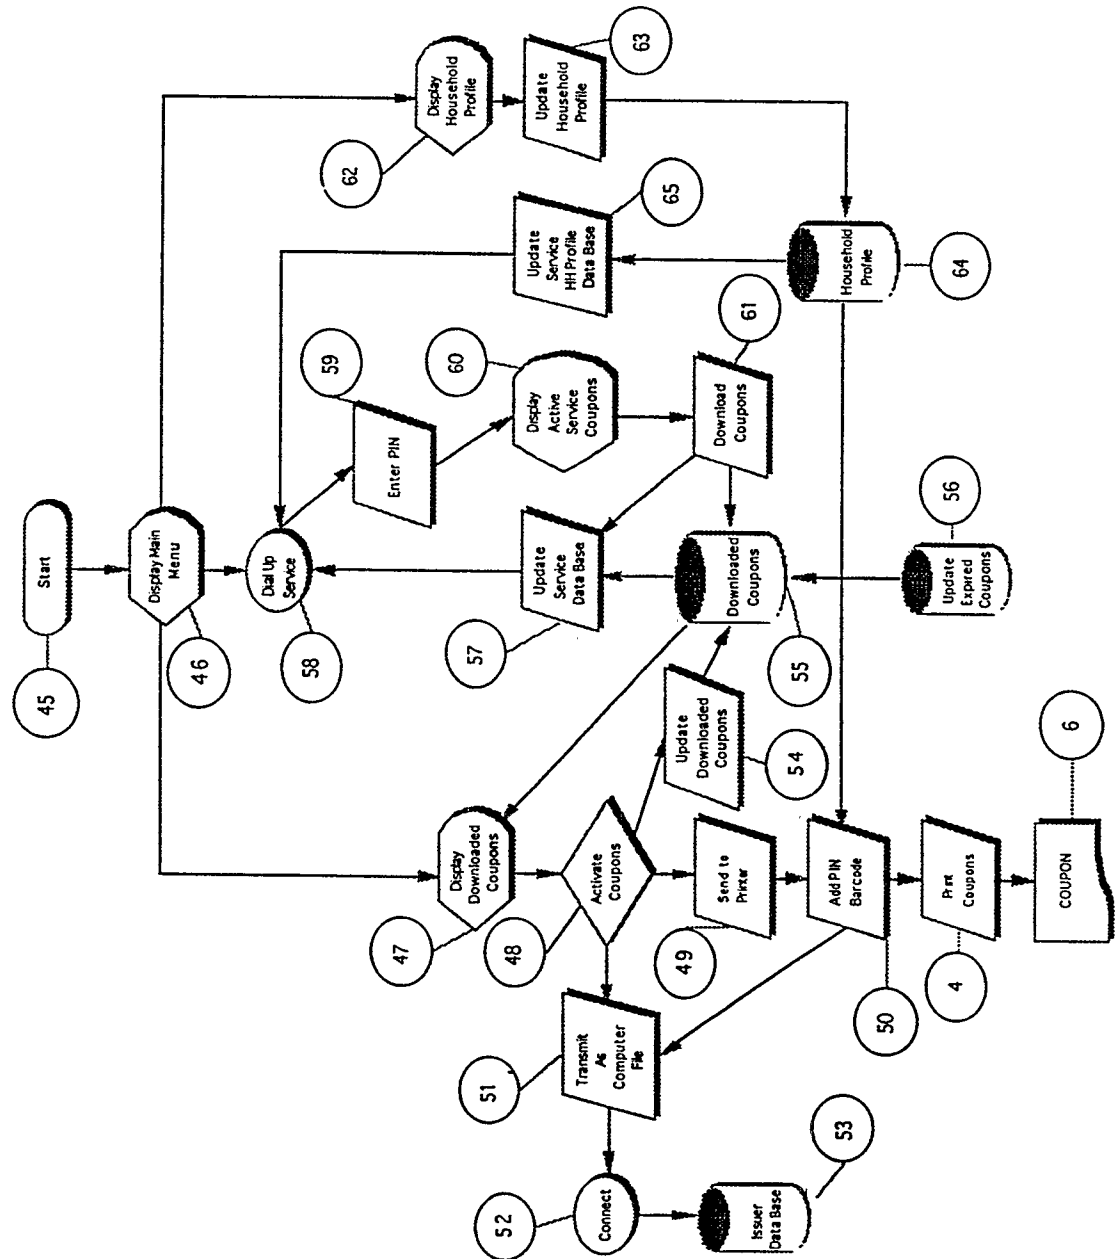 Start
45
Display Main
Menu
46
Dial Up
Service
58
Enter PIN
59
Display
Active
Service
Coupons
60
Download
Coupons
61
Display
Household
Profile
62
Update
Household
Profile
63
Household
Profile
64
Update
Service
HH Profile
Data Base
65
Update
Service
Data Base
57
Downloaded
Coupons
55
Update
Expired
Coupons
56
Display
Downloaded
Coupons
47
Activate
Coupons
48
Update
Downloaded
Coupons
54
Send to
Printer
49
Add PIN
Barcode
50
Print
Coupons
4
COUPON
6
Transmit
As
Computer
File
51
Connect
52
Issuer
Data Base
53